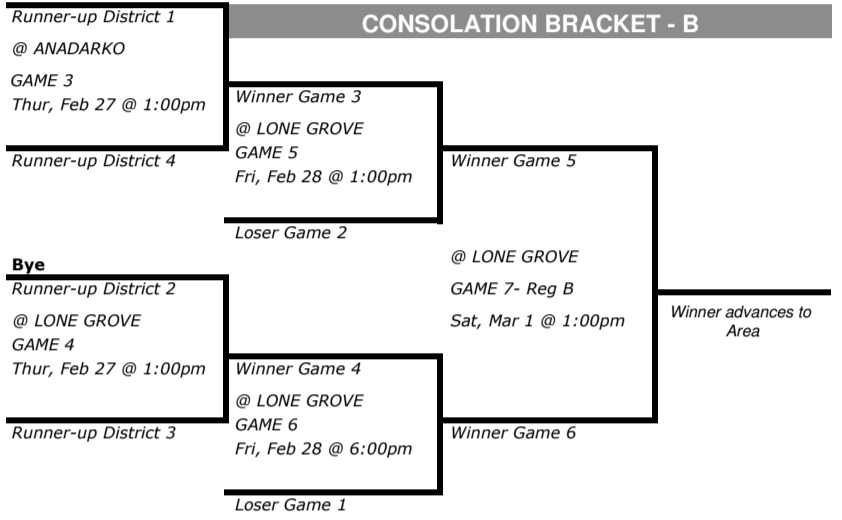 CONSOLATION BRACKET - B
Runner-up District 1
@ ANADARKO
GAME 3
Thur, Feb 27 @ 1:00pm
Runner-up District 4
Winner Game 3
@ LONE GROVE
GAME 5
Fri, Feb 28 @ 1:00pm
Loser Game 2
Bye
Runner-up District 2
@ LONE GROVE
GAME 4
Thur, Feb 27 @ 1:00pm
Runner-up District 3
Winner Game 4
@ LONE GROVE
GAME 6
Fri, Feb 28 @ 6:00pm
Loser Game 1
Winner Game 5
@ LONE GROVE
GAME 7- Reg B
Sat, Mar 1 @ 1:00pm
Winner Game 6
Winner advances to
Area